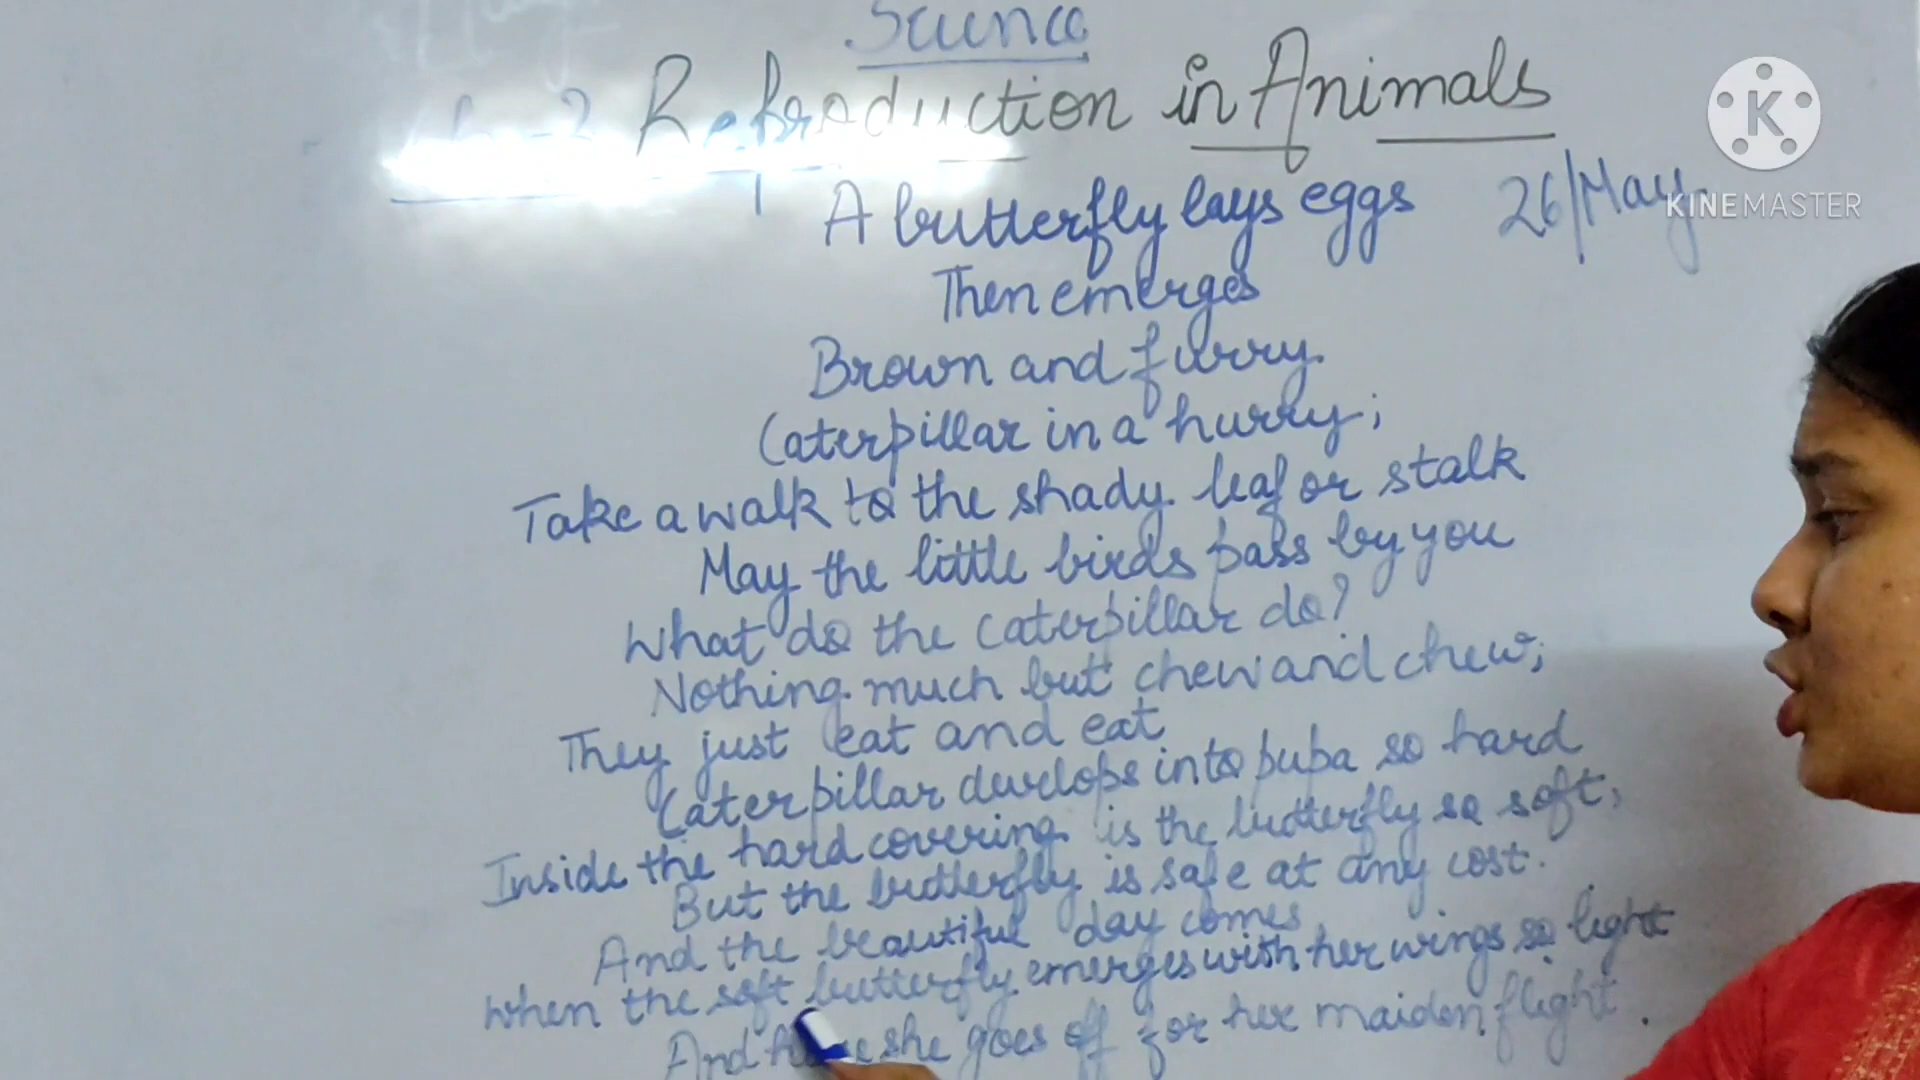 Science
Reproduction in Animals
K
KINEMASTER
26/May
A butterfly lays eggs
Then emerges
Brown and furry.
Caterpillar in a hurry;
Take a walk to the shady leaf or stalk
May the little birds pass by you
What do the caterpillar do?
Nothing much but chew and chew;
They just eat and eat
Caterpillar devlops into pupa so hard
Inside the hard covering is the butterfly so soft,
But the butterfly is safe at any cost.
And the beautiful day comes
When the soft butterfly emerges with her wings so light
And she goes off for her maiden flight.